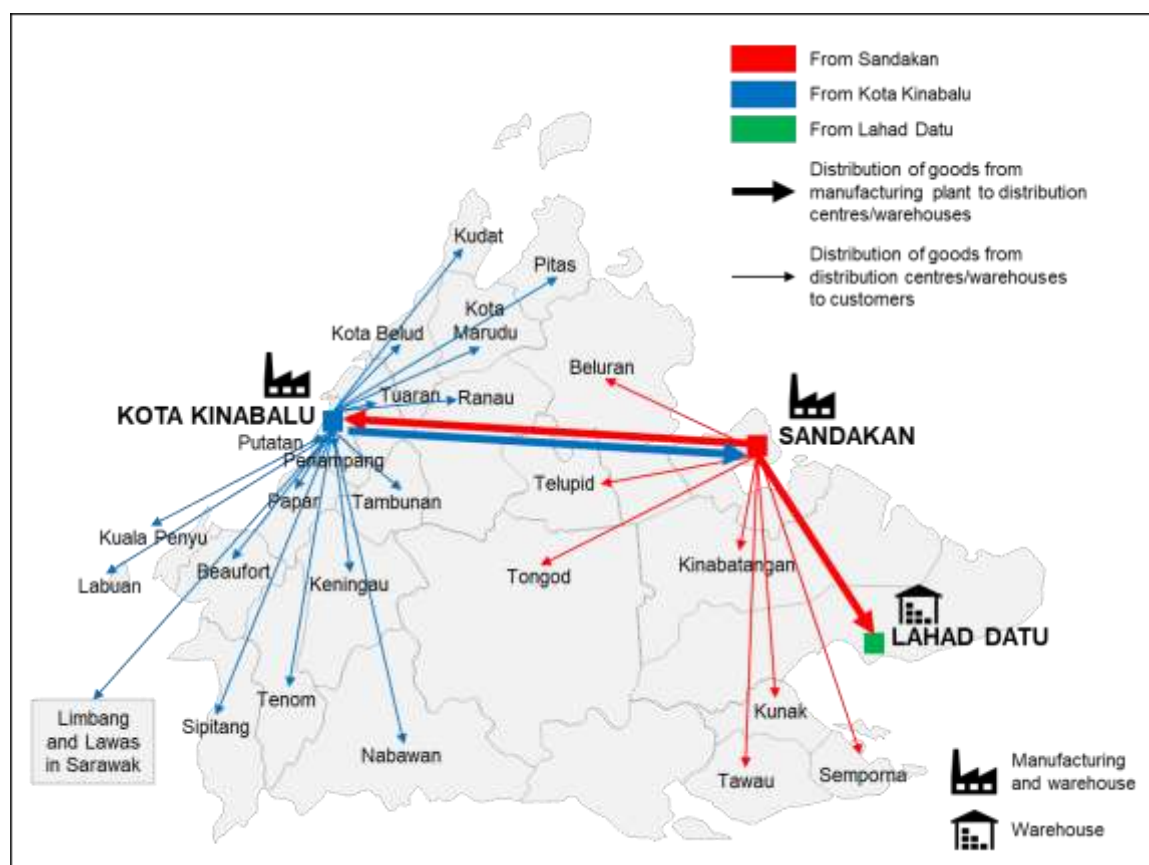 From Sandakan
From Kota Kinabalu
From Lahad Datu
Distribution of goods from
manufacturing plant to distribution
centres/warehouses
Distribution of goods from
distribution centres/warehouses
to customers
Kudat
Pitas
Kota
Marudu
Kota Belud
Beluran
Tuaran
Ranau
KOTA KINABALU
SANDAKAN
Putatan
Penampang
Papar
Tambunan
Telupid
Kuala Penyu
Labuan
Beaufort
Keningau
Tongod
Kinabatangan
LAHAD DATU
Limbang
and Lawas
in Sarawak
Sipitang
Tenom
Nabawan
Kunak
Tawau
Semporna
Manufacturing
and warehouse
Warehouse